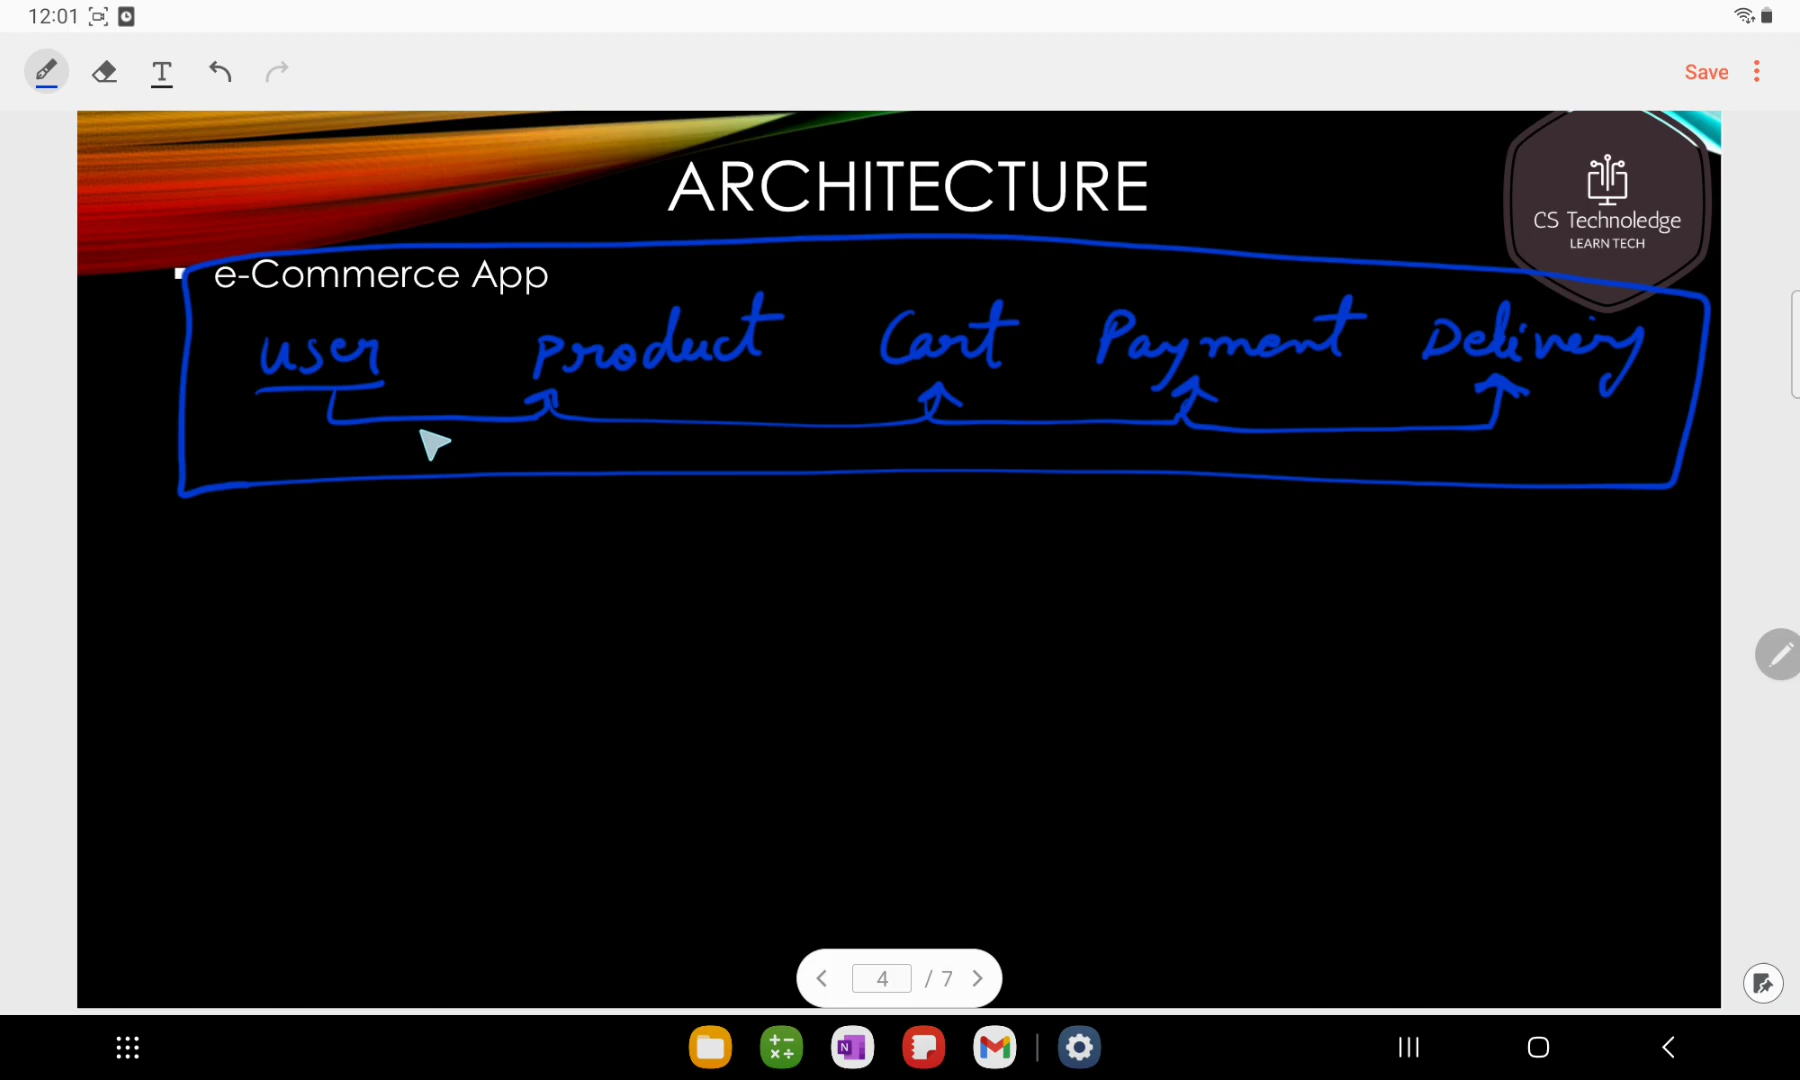 12:01
Save
ARCHITECTURE
CS Technoledge
LEARN TECH
e-Commerce App
user product Cart Payment Delivery
4 / 7
N